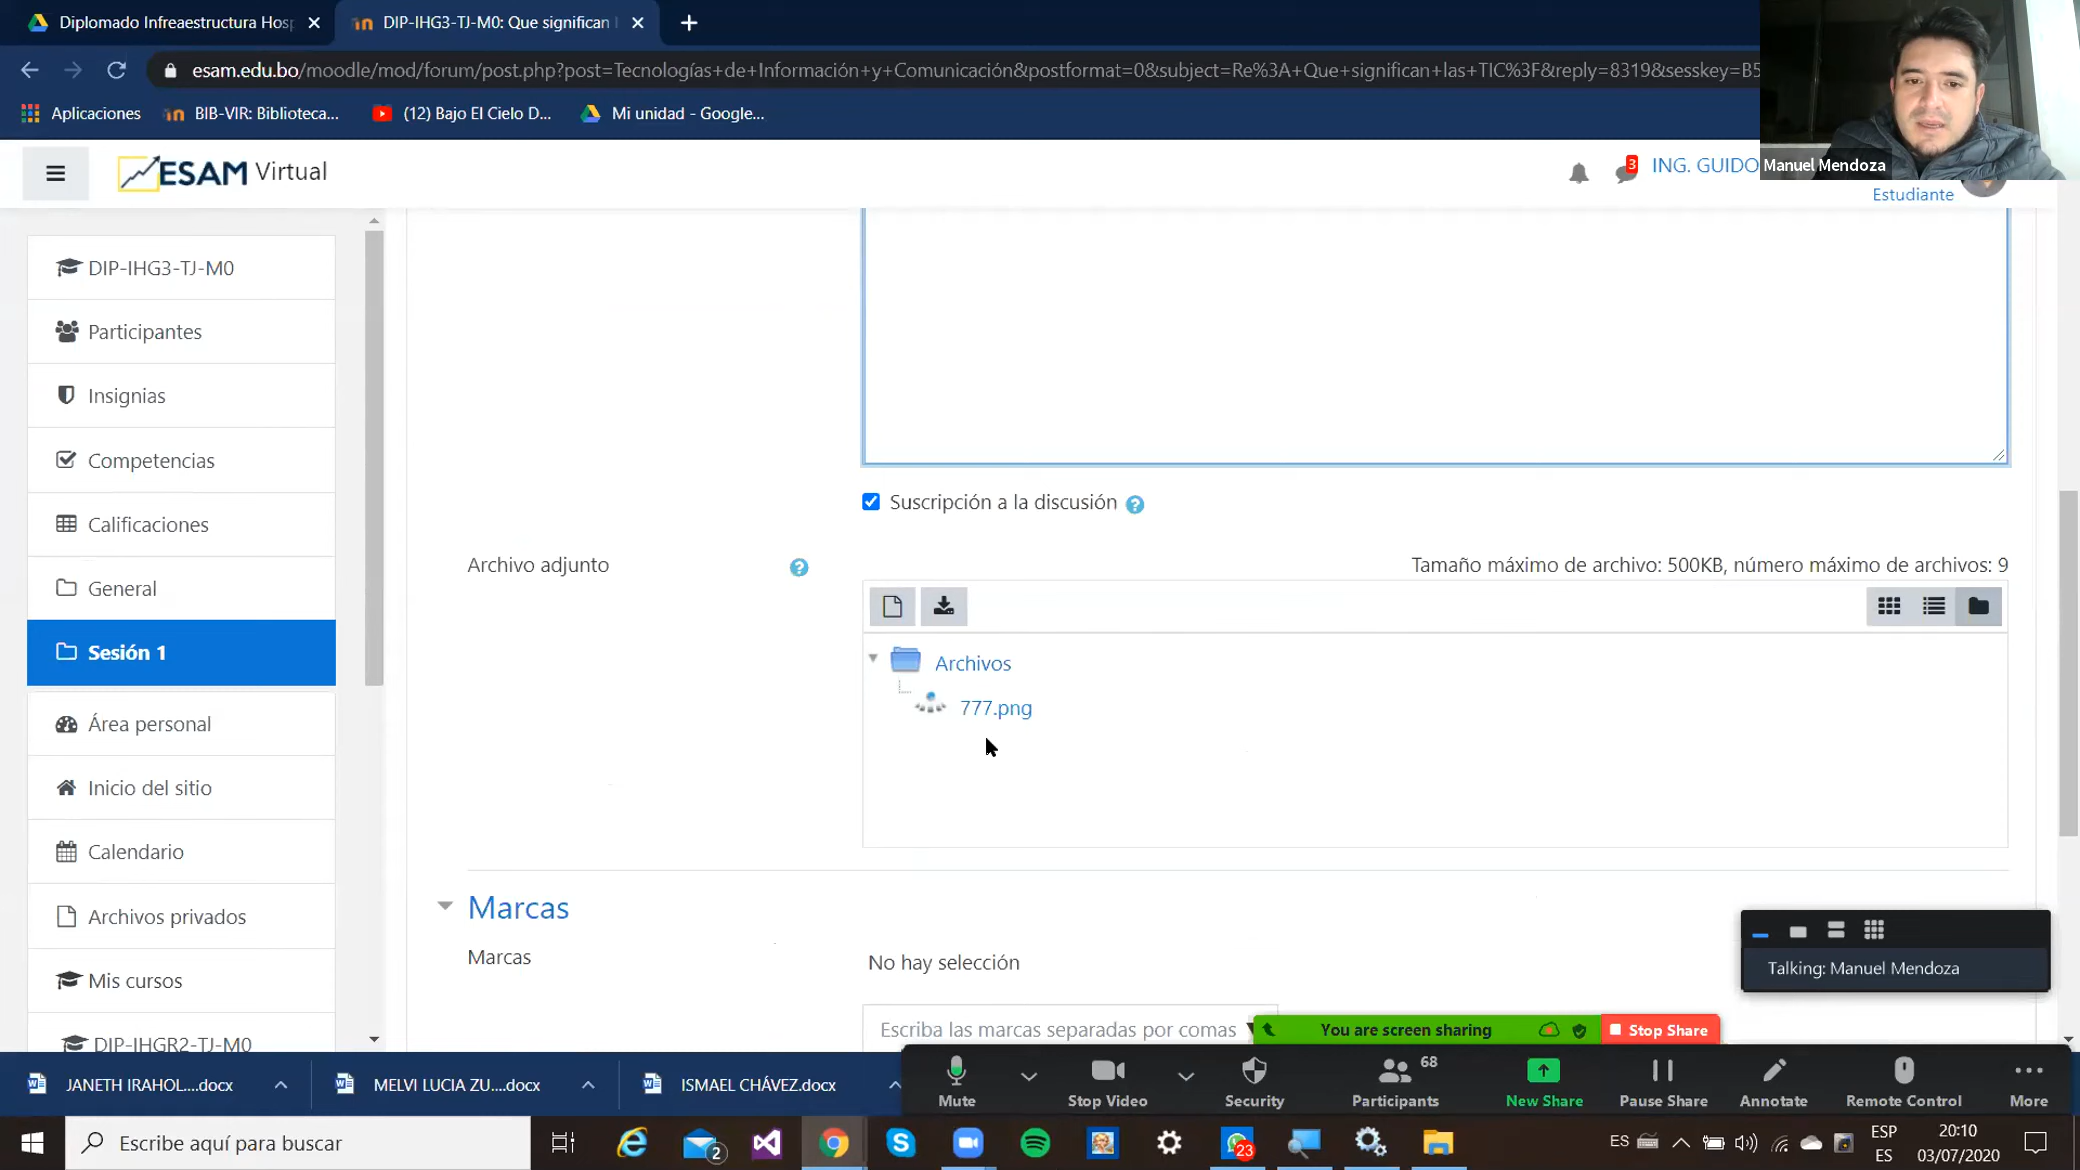 Diplomado Infraeastructura Hosp
DIP-IHG3-TJ-M0: Que significan l
esam.edu.bo/moodle/mod/forum/post.php?post=Tecnologías+de+Información+y+Comunicación&postformat=0&subject=Re%3A+Que+significan+las+TIC%3F&reply=8319&sesskey=B5
Aplicaciones
BIB-VIR: Biblioteca...
(12) Bajo El Cielo D...
Mi unidad - Google...
Manuel Mendoza
ESAM Virtual
3
ING. GUIDO
Estudiante
DIP-IHG3-TJ-M0
Participantes
Insignias
Competencias
Calificaciones
General
Sesión 1
Área personal
Inicio del sitio
Calendario
Archivos privados
Mis cursos
DIP-IHGR2-TJ-M0
Suscripción a la discusión
Archivo adjunto
Tamaño máximo de archivo: 500KB, número máximo de archivos: 9
Archivos
777.png
Marcas
Marcas
No hay selección
Escriba las marcas separadas por comas
Talking: Manuel Mendoza
You are screen sharing
Stop Share
JANETH IRAHOL....docx
MELVI LUCIA ZU....docx
ISMAEL CHÁVEZ.docx
Mute
Stop Video
Security
Participants
68
New Share
Pause Share
Annotate
Remote Control
More
Escribe aquí para buscar
2
23
ES
ESP
ES
20:10
03/07/2020